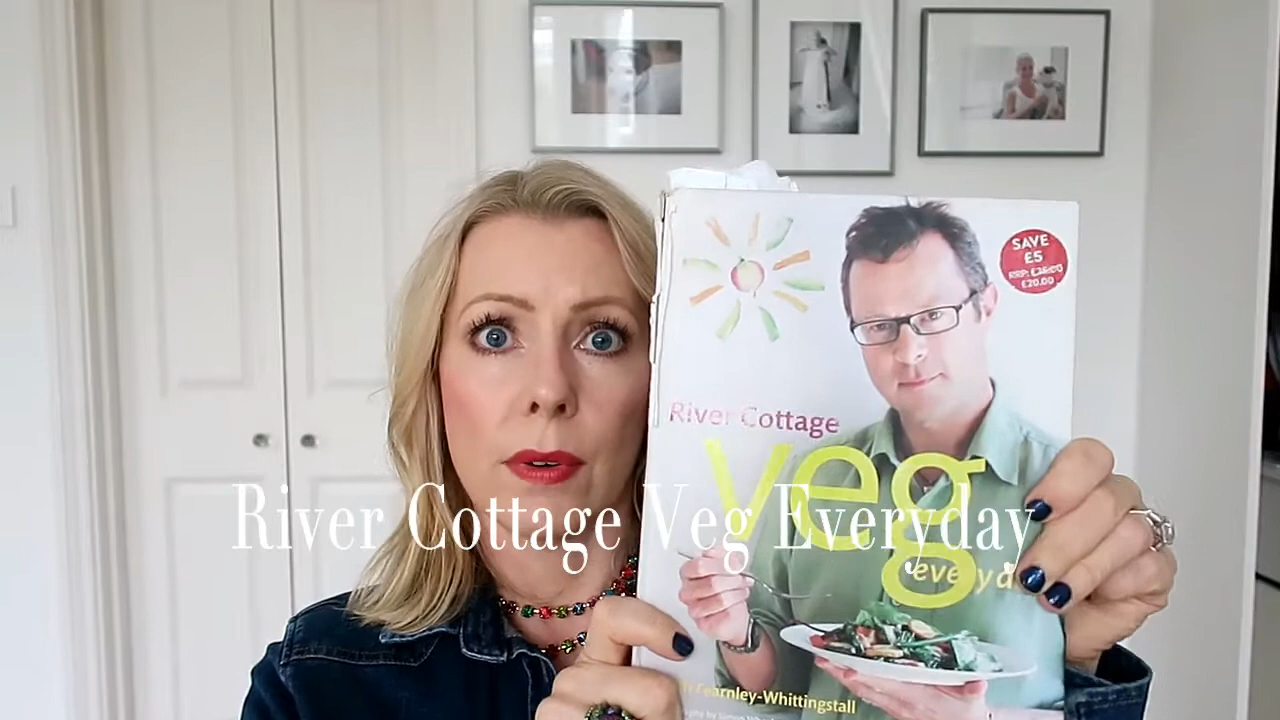 SAVE
£5
RRP: £25.00
£20.00
River Cottage
veg
everyday
River Cottage Veg Everyday
Fearnley-Whittingstall